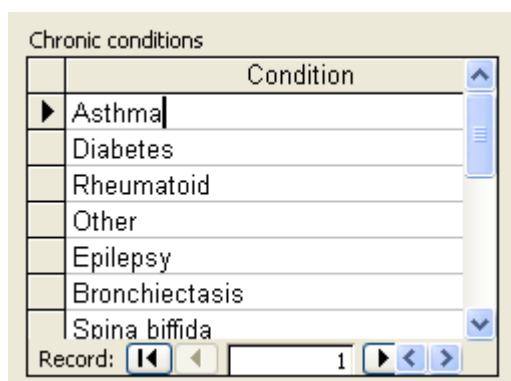 Chronic conditions
Condition
Asthma
Diabetes
Rheumatoid
Other
Epilepsy
Bronchiectasis
Spina bifida
Record: 1